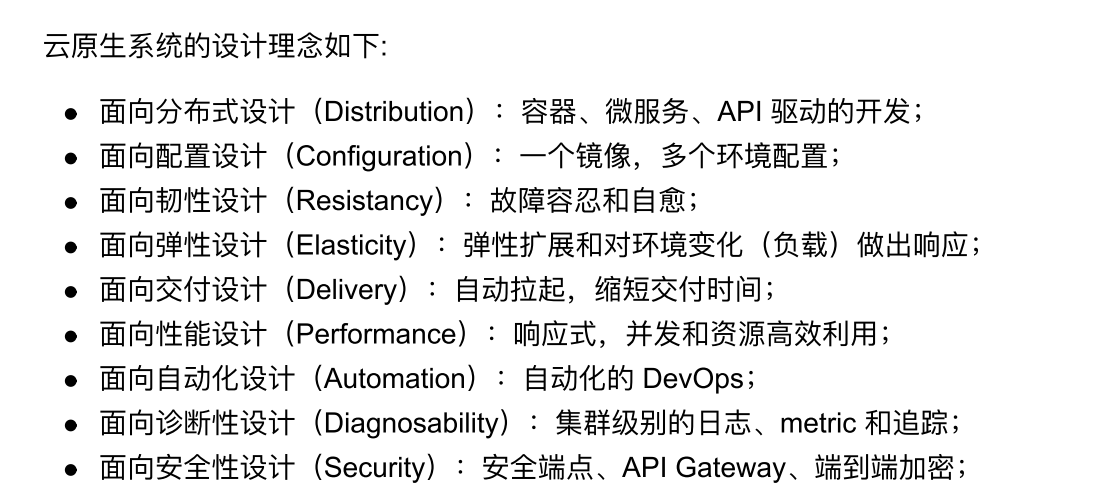 云原生系统的设计理念如下:
● 面向分布式设计（Distribution）：容器、微服务、API 驱动的开发；
● 面向配置设计（Configuration）：一个镜像，多个环境配置；
● 面向韧性设计（Resistancy）：故障容忍和自愈；
● 面向弹性设计（Elasticity）：弹性扩展和对环境变化（负载）做出响应；
● 面向交付设计（Delivery）：自动拉起，缩短交付时间；
● 面向性能设计（Performance）：响应式，并发和资源高效利用；
● 面向自动化设计（Automation）：自动化的 DevOps；
● 面向诊断性设计（Diagnosability）：集群级别的日志、metric 和追踪；
● 面向安全性设计（Security）：安全端点、API Gateway、端到端加密；